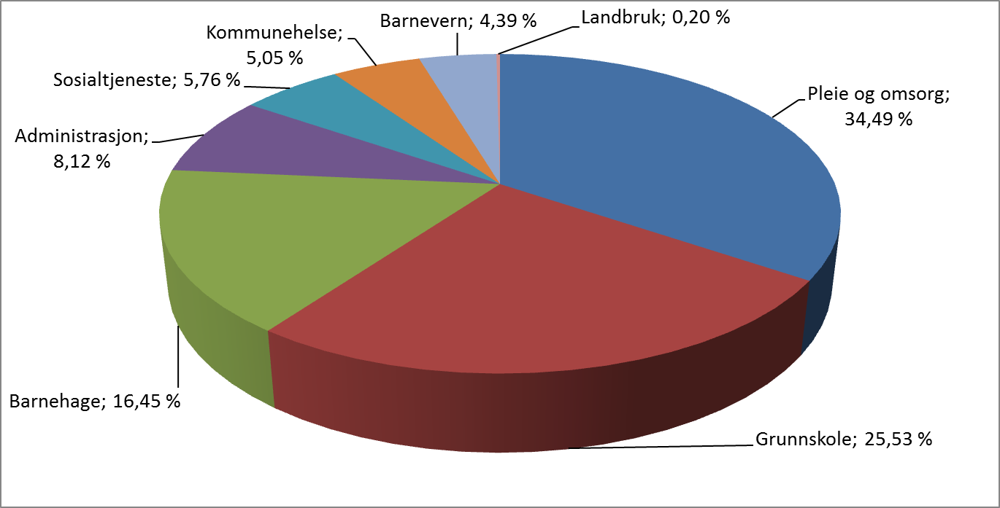 Landbruk; 0,20 %
Barnevern; 4,39 %
Kommunehelse;
5,05 %
Sosialtjeneste; 5,76 %
Pleie og omsorg;
34,49 %
Administrasjon;
8,12 %
Barnehage; 16,45 %
Grunnskole; 25,53 %